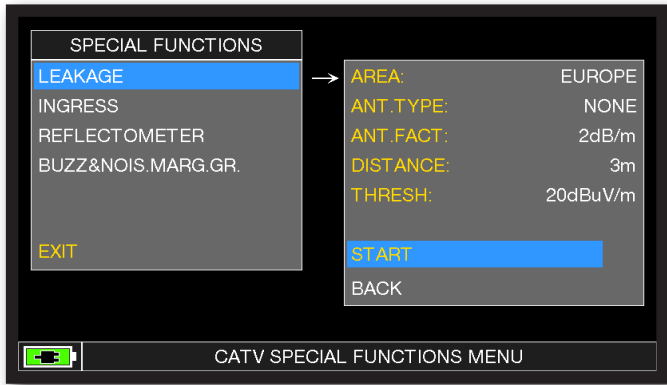 SPECIAL FUNCTIONS
LEAKAGE
INGRESS
REFLECTOMETER
BUZZ&NOIS.MARG.GR.
EXIT
→ AREA: EUROPE
ANT.TYPE: NONE
ANT.FACT: 2dB/m
DISTANCE: 3m
THRESH: 20dBuV/m
START
BACK
CATV SPECIAL FUNCTIONS MENU